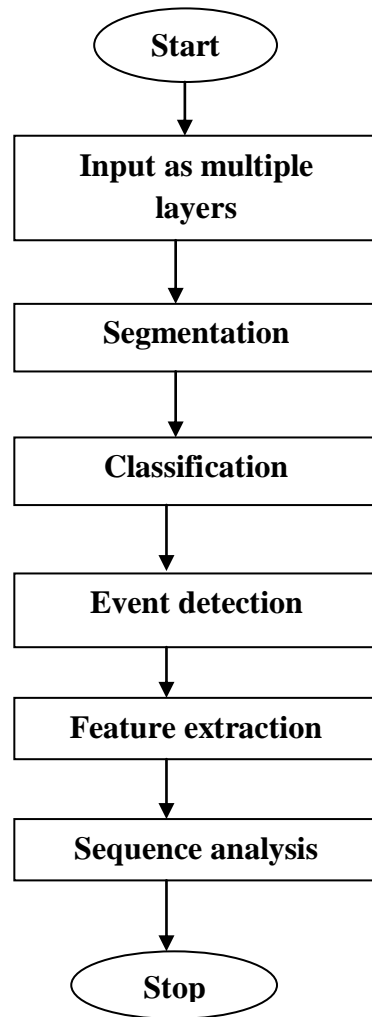 Start
Input as multiple
layers
Segmentation
Classification
Event detection
Feature extraction
Sequence analysis
Stop